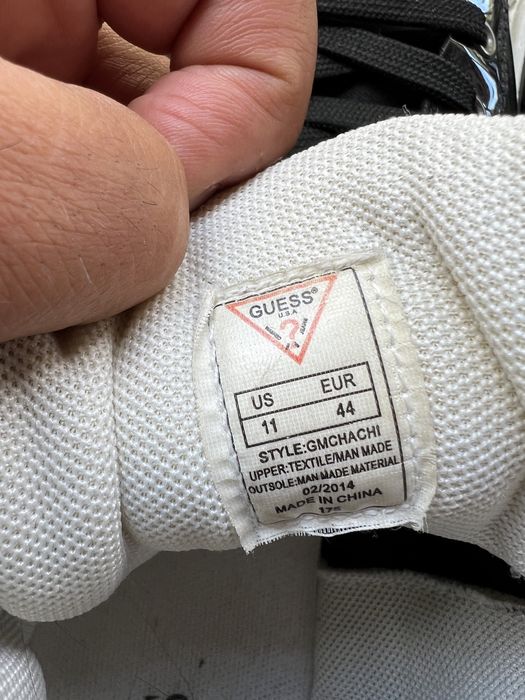 GUESS®
U.S.A.
?
US EUR
11 44
STYLE:GMCHACHI
UPPER:TEXTILE/MAN MADE
OUTSOLE:MAN MADE MATERIAL
02/2014
MADE IN CHINA